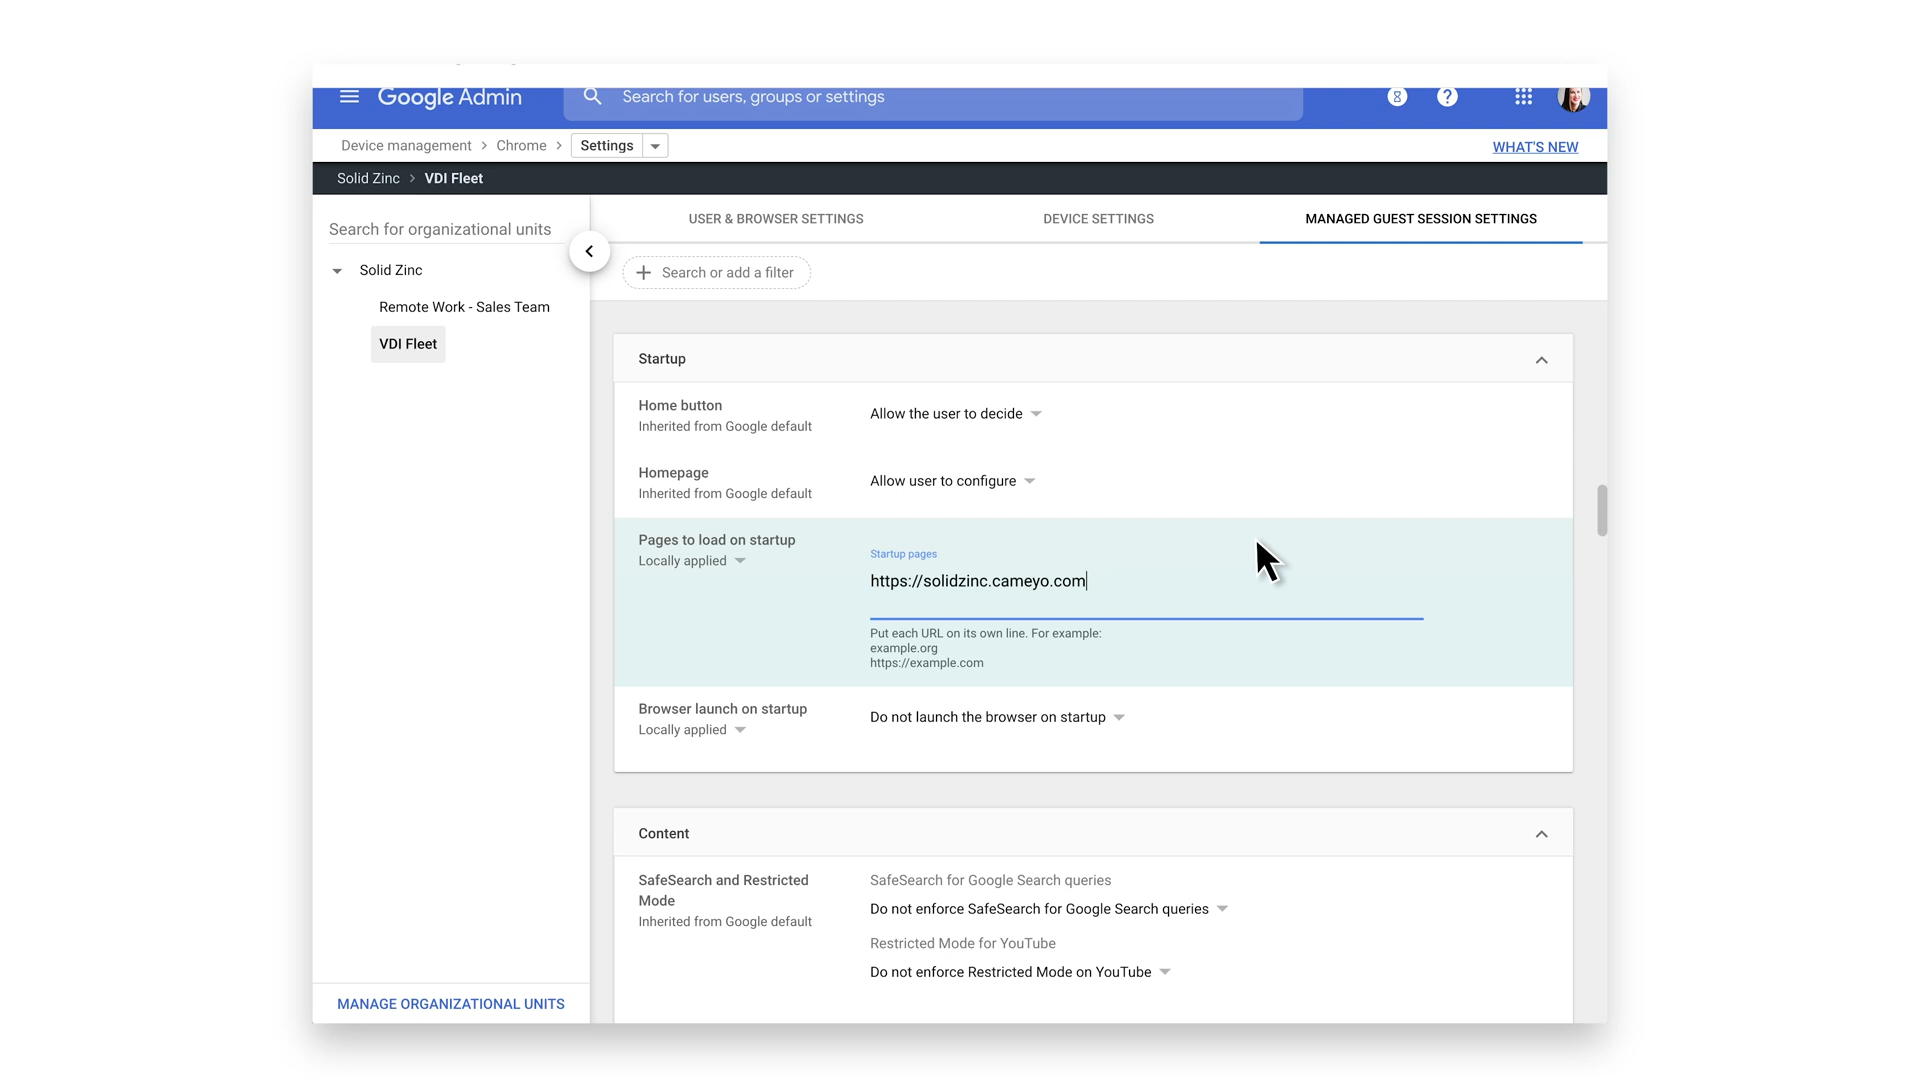 Google Admin
Search for users, groups or settings
Device management > Chrome > Settings
WHAT'S NEW
Solid Zinc > VDI Fleet
Search for organizational units
Solid Zinc
Remote Work - Sales Team
VDI Fleet
MANAGE ORGANIZATIONAL UNITS
USER & BROWSER SETTINGS
DEVICE SETTINGS
MANAGED GUEST SESSION SETTINGS
Search or add a filter
Startup
Home button
Inherited from Google default
Allow the user to decide
Homepage
Inherited from Google default
Allow user to configure
Pages to load on startup
Locally applied
Startup pages
https://solidzinc.cameyo.com
Put each URL on its own line. For example:
example.org
https://example.com
Browser launch on startup
Locally applied
Do not launch the browser on startup
Content
SafeSearch and Restricted
Mode
Inherited from Google default
SafeSearch for Google Search queries
Do not enforce SafeSearch for Google Search queries
Restricted Mode for YouTube
Do not enforce Restricted Mode on YouTube